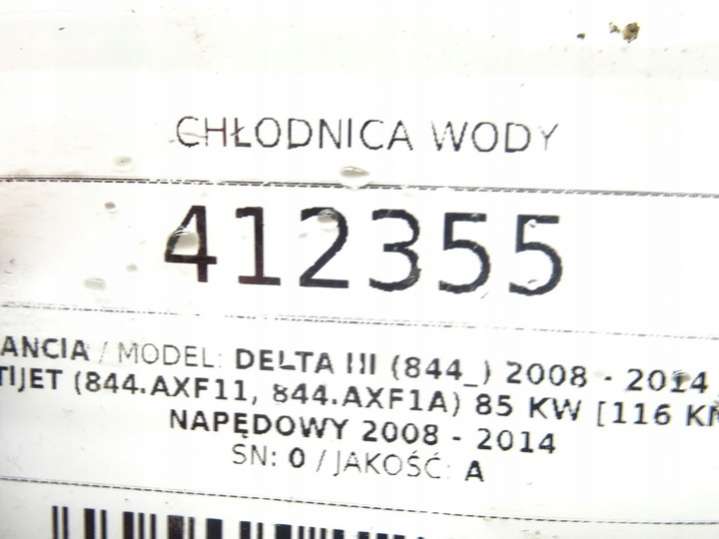 CHŁODNICA WODY
412355
ANCIA / MODEL: DELTA III (844_) 2008 - 2014
TIJET (844.AXF11, 844.AXF1A) 85 KW [116 KM
NAPĘDOWY 2008 - 2014
SN: 0 / JAKOŚĆ: A